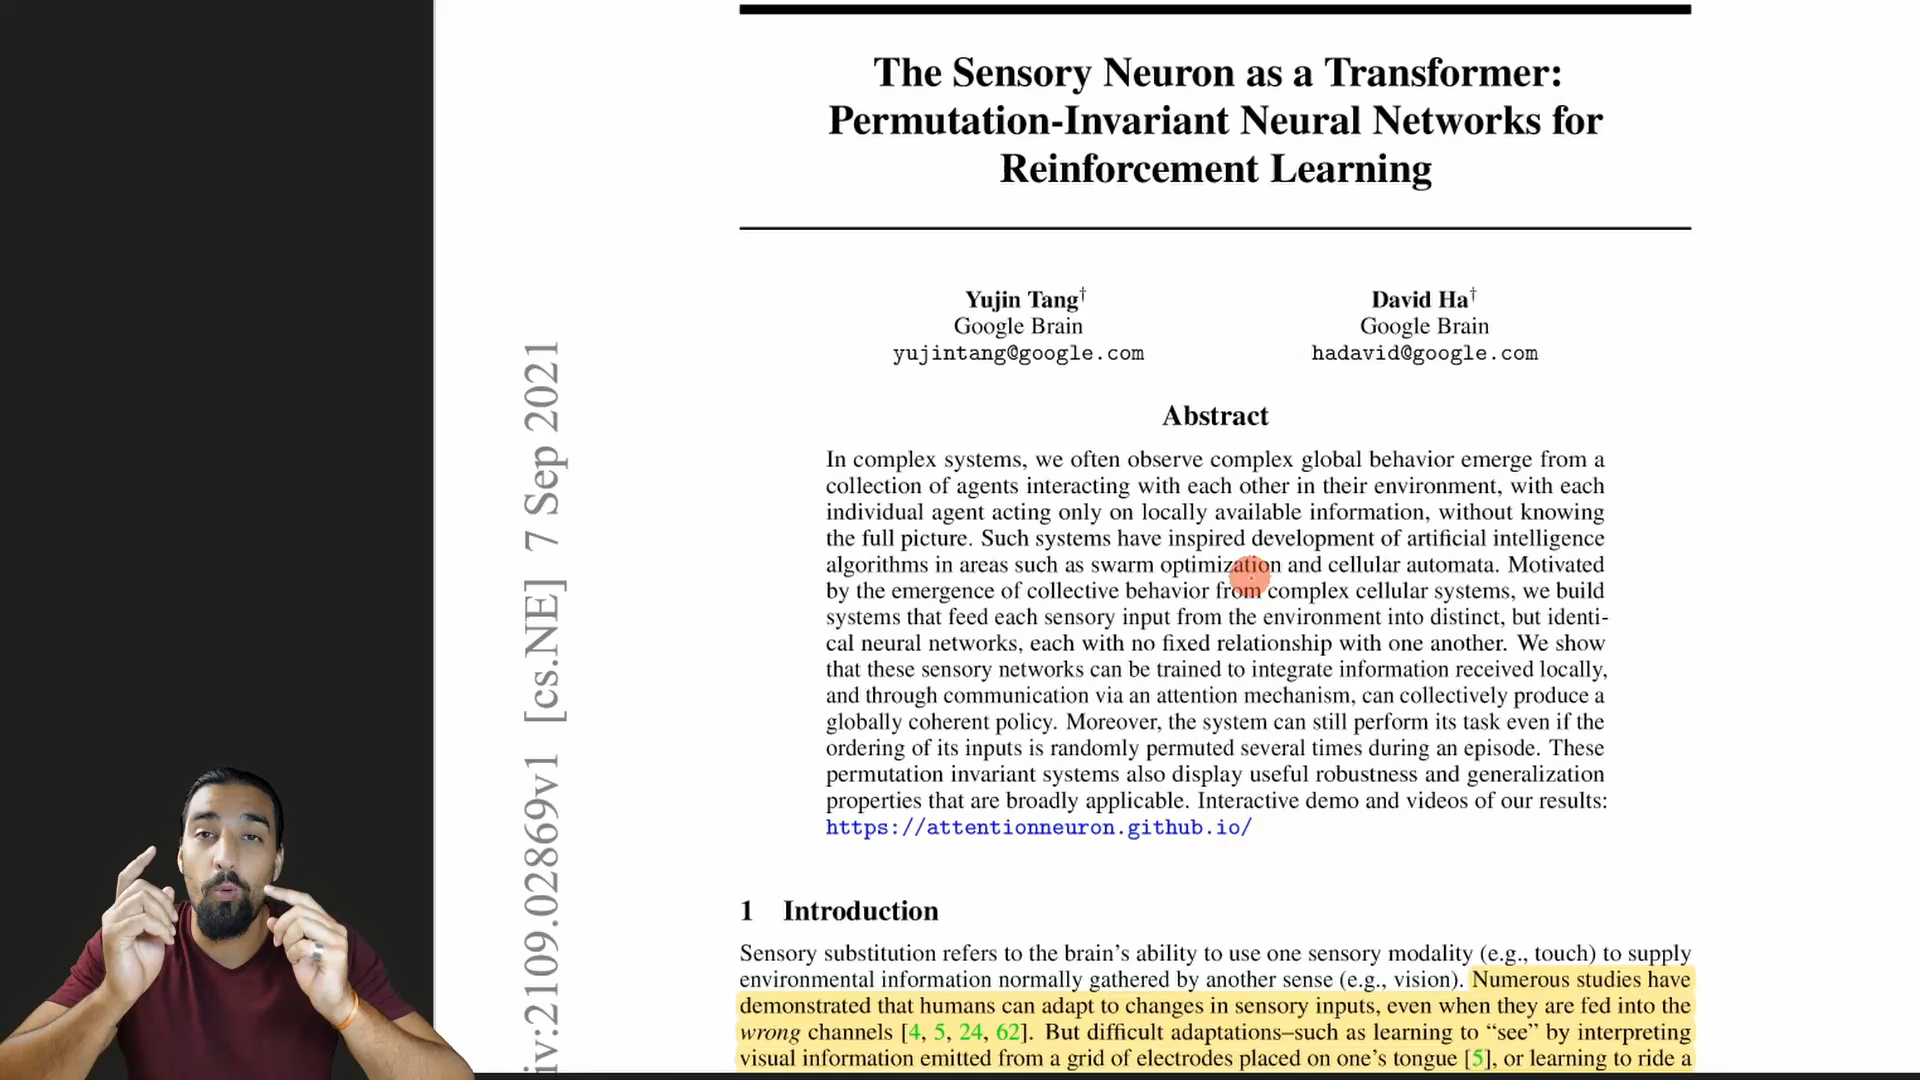 The Sensory Neuron as a Transformer:
Permutation-Invariant Neural Networks for
Reinforcement Learning
Yujin Tang†
Google Brain
yujintang@google.com
David Ha†
Google Brain
hadavid@google.com
iv:2109.02869v1 [cs.NE] 7 Sep 2021
Abstract
In complex systems, we often observe complex global behavior emerge from a
collection of agents interacting with each other in their environment, with each
individual agent acting only on locally available information, without knowing
the full picture. Such systems have inspired development of artificial intelligence
algorithms in areas such as swarm optimization and cellular automata. Motivated
by the emergence of collective behavior from complex cellular systems, we build
systems that feed each sensory input from the environment into distinct, but identi-
cal neural networks, each with no fixed relationship with one another. We show
that these sensory networks can be trained to integrate information received locally,
and through communication via an attention mechanism, can collectively produce a
globally coherent policy. Moreover, the system can still perform its task even if the
ordering of its inputs is randomly permuted several times during an episode. These
permutation invariant systems also display useful robustness and generalization
properties that are broadly applicable. Interactive demo and videos of our results:
https://attentionneuron.github.io/
1 Introduction
Sensory substitution refers to the brain's ability to use one sensory modality (e.g., touch) to supply
environmental information normally gathered by another sense (e.g., vision). Numerous studies have
demonstrated that humans can adapt to changes in sensory inputs, even when they are fed into the
wrong channels [4, 5, 24, 62]. But difficult adaptations–such as learning to “see” by interpreting
visual information emitted from a grid of electrodes placed on one's tongue [5], or learning to ride a